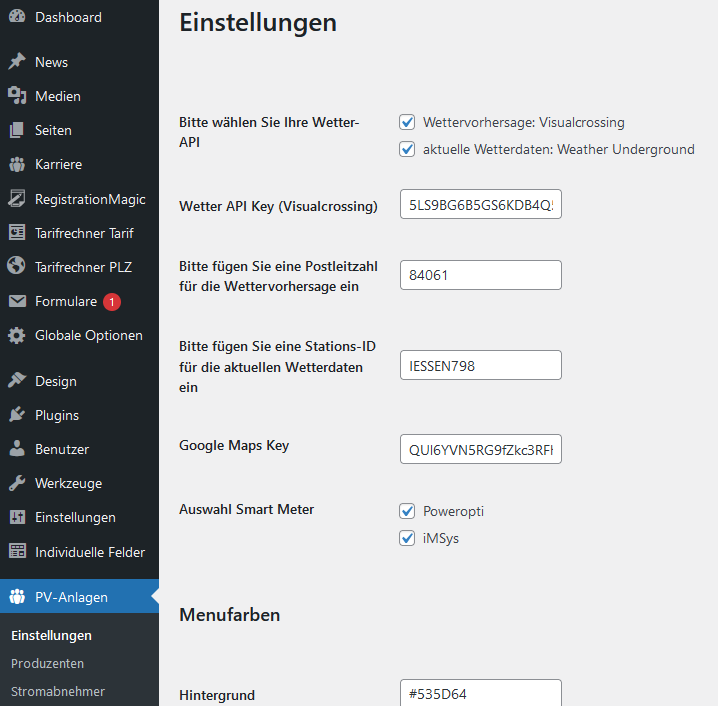 Dashboard
News
Medien
Seiten
Karriere
RegistrationMagic
Tarifrechner Tarif
Tarifrechner PLZ
Formulare 1
Globale Optionen
Design
Plugins
Benutzer
Werkzeuge
Einstellungen
Individuelle Felder
PV-Anlagen
Einstellungen
Produzenten
Stromabnehmer
Einstellungen
Bitte wählen Sie Ihre Wetter-
API
Wettervorhersage: Visualcrossing
aktuelle Wetterdaten: Weather Underground
Wetter API Key (Visualcrossing)
5LS9BG6B5GS6KDB4Q5
Bitte fügen Sie eine Postleitzahl
für die Wettervorhersage ein
84061
Bitte fügen Sie eine Stations-ID
für die aktuellen Wetterdaten
ein
IESSEN798
Google Maps Key
QUI6YVN5RG9fZkc3RFH
Auswahl Smart Meter
Poweropti
iMSys
Menufarben
Hintergrund
#535D64